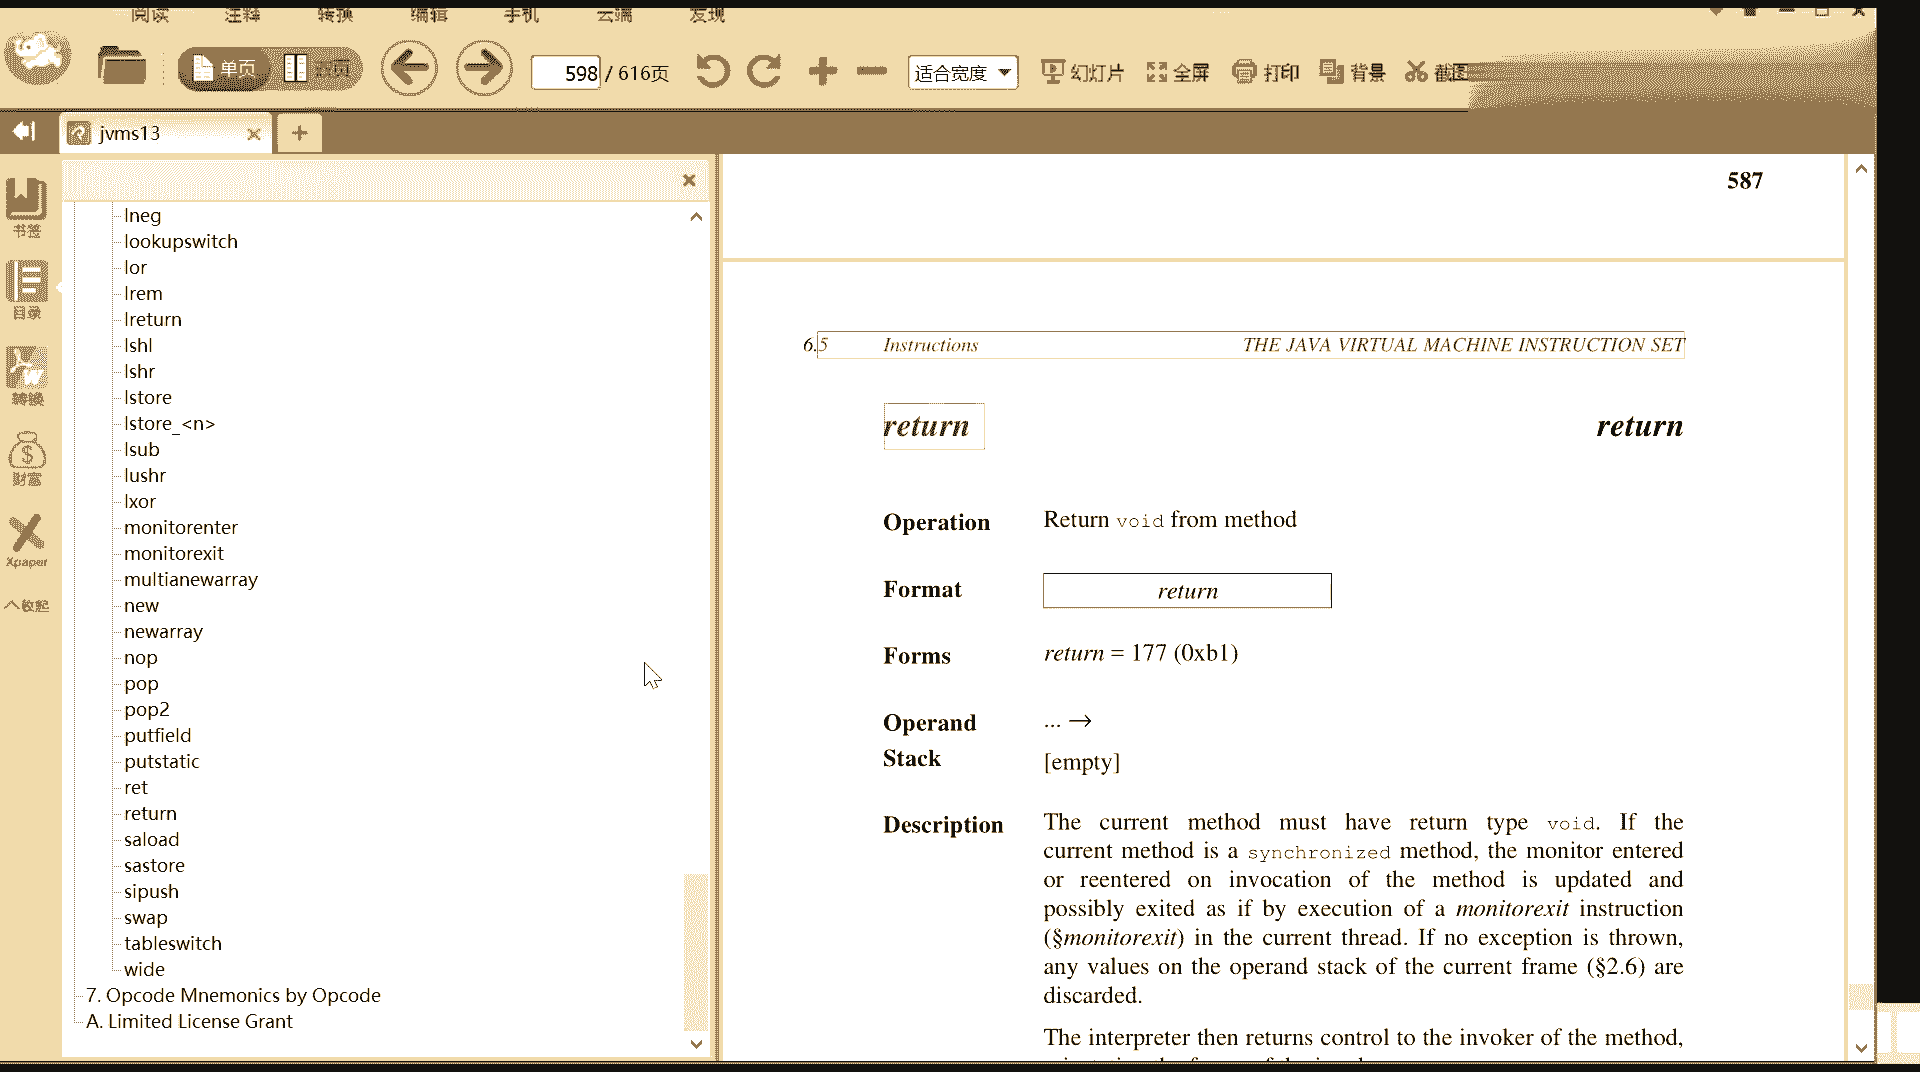 阅读 注释 转换 编辑 手机 云端 发现
单页 双页 598 / 616页 适合宽度 幻灯片 全屏 打印 背景 截图
jvms13
书签
目录
转换
财富
Xpaper
收起
lneg
lookupswitch
lor
lrem
lreturn
lshl
lshr
lstore
lstore_<n>
lsub
lushr
lxor
monitorenter
monitorexit
multianewarray
new
newarray
nop
pop
pop2
putfield
putstatic
ret
return
saload
sastore
sipush
swap
tableswitch
wide
7. Opcode Mnemonics by Opcode
A. Limited License Grant
587
6.5 Instructions THE JAVA VIRTUAL MACHINE INSTRUCTION SET
return return
Operation Return void from method
Format return
Forms return = 177 (0xb1)
Operand ... →
Stack [empty]
Description The current method must have return type void. If the
current method is a synchronized method, the monitor entered
or reentered on invocation of the method is updated and
possibly exited as if by execution of a monitorexit instruction
(§monitorexit) in the current thread. If no exception is thrown,
any values on the operand stack of the current frame (§2.6) are
discarded.
The interpreter then returns control to the invoker of the method,